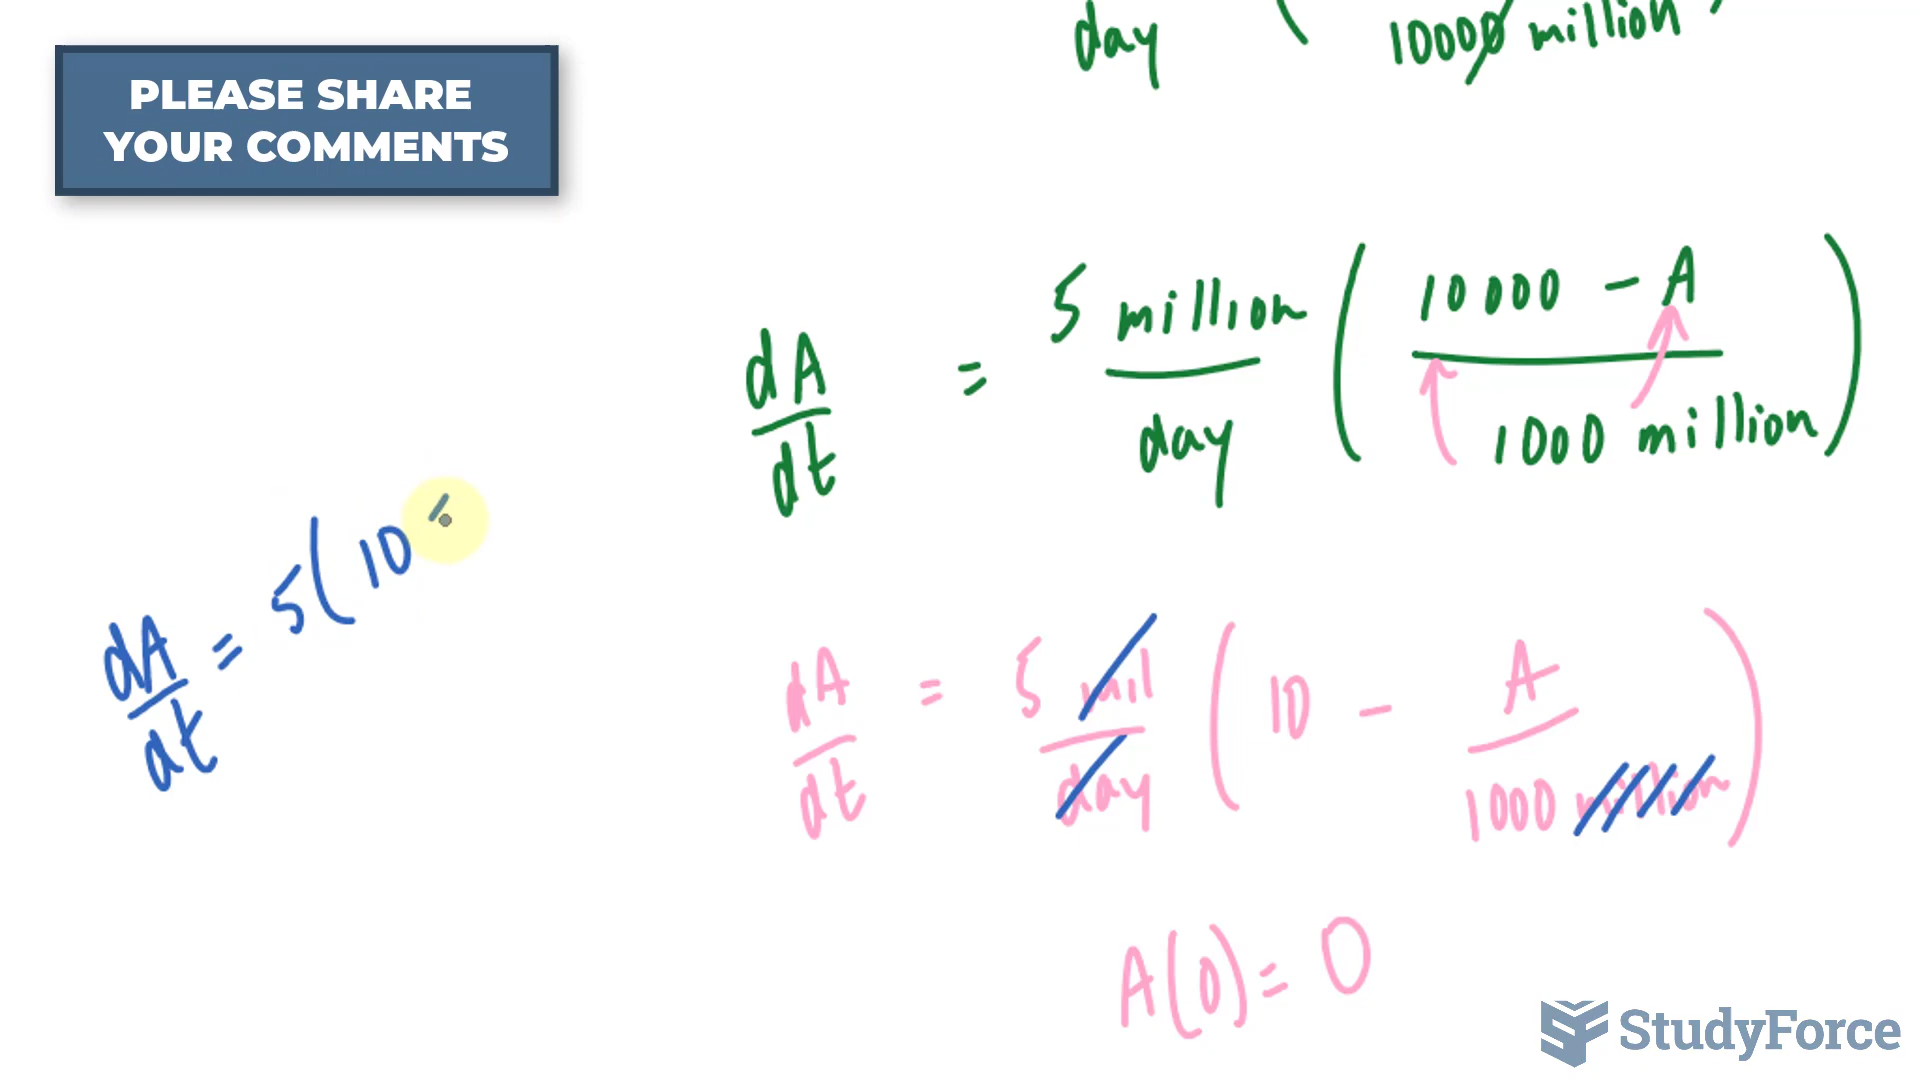 PLEASE SHARE
YOUR COMMENTS
day ( 10000 million
dA/dt = 5 million/day ( 10000 - A / 1000 million )
dA/dt = 5 ( 10
dA/dt = 5 mil/day ( 10 - A/1000 million )
A(0) = 0
StudyForce